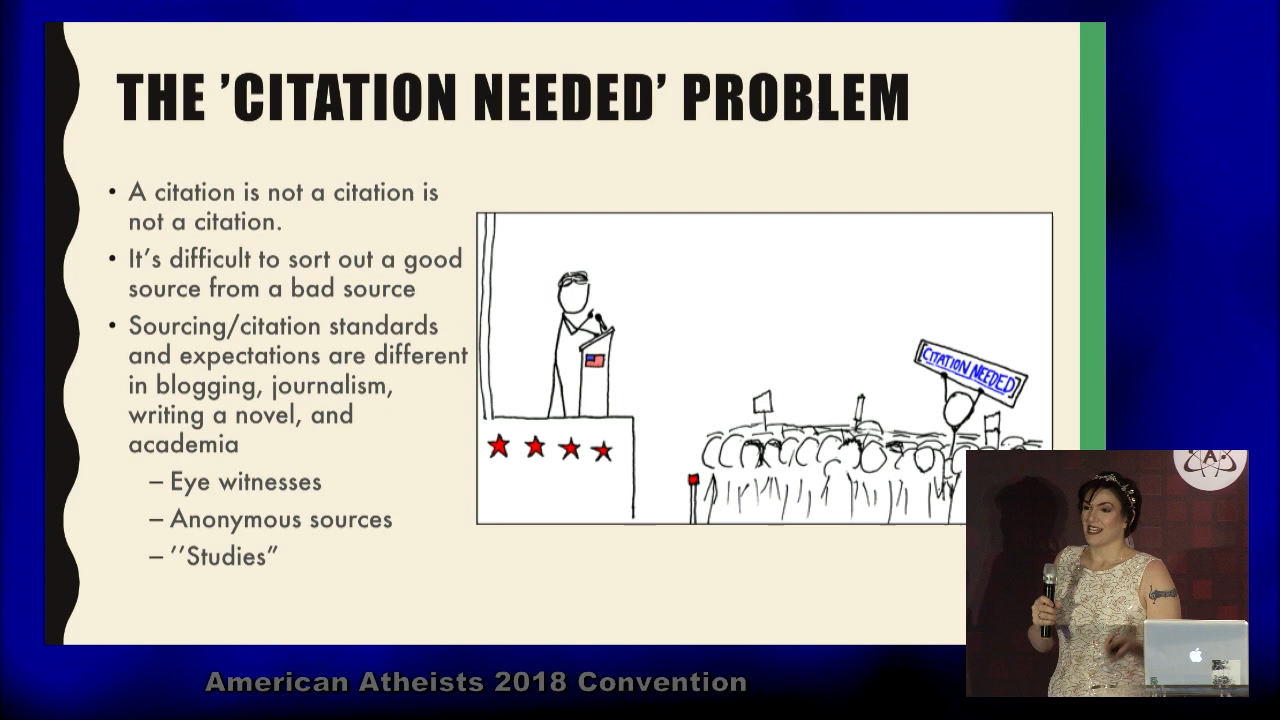 THE ’CITATION NEEDED’ PROBLEM
• A citation is not a citation is
not a citation.
• It’s difficult to sort out a good
source from a bad source
• Sourcing/citation standards
and expectations are different
in blogging, journalism,
writing a novel, and
academia
– Eye witnesses
– Anonymous sources
– ’’Studies”
[CITATION NEEDED]
A
American Atheists 2018 Convention